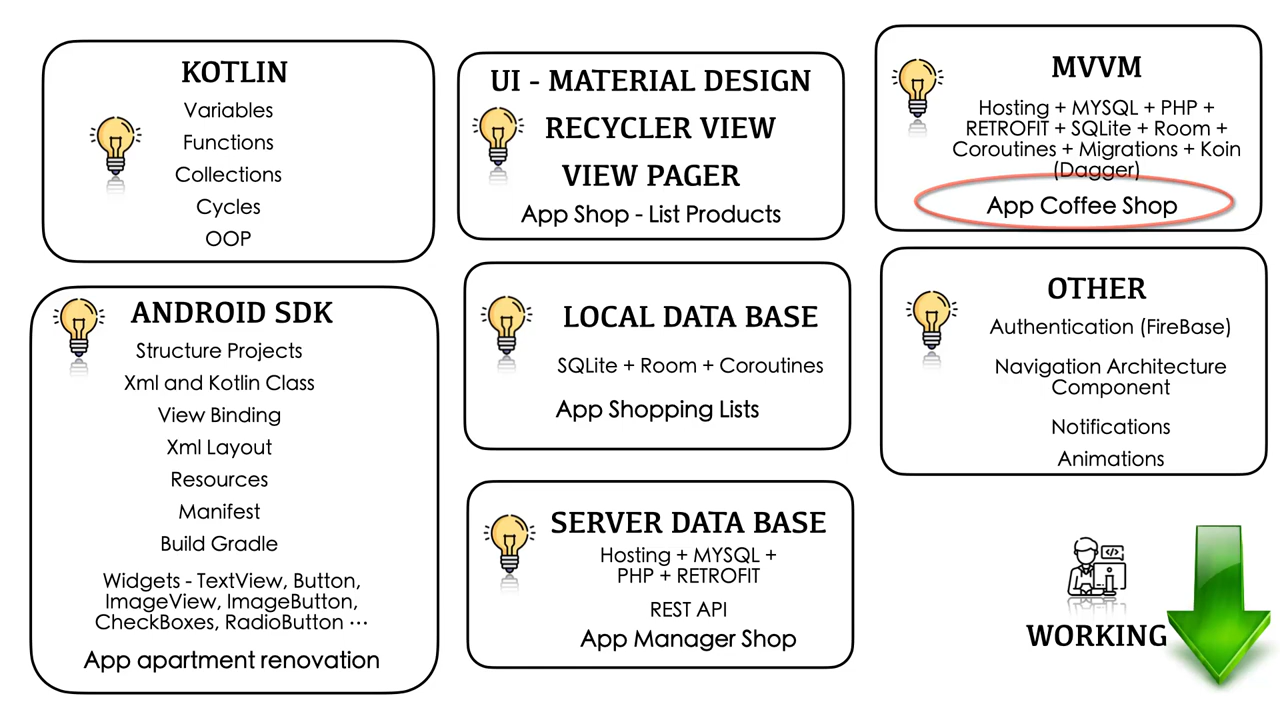 KOTLIN
Variables
Functions
Collections
Cycles
OOP
ANDROID SDK
Structure Projects
Xml and Kotlin Class
View Binding
Xml Layout
Resources
Manifest
Build Gradle
Widgets - TextView, Button,
ImageView, ImageButton,
CheckBoxes, RadioButton ···
App apartment renovation
UI - MATERIAL DESIGN
RECYCLER VIEW
VIEW PAGER
App Shop - List Products
LOCAL DATA BASE
SQLite + Room + Coroutines
App Shopping Lists
SERVER DATA BASE
Hosting + MYSQL +
PHP + RETROFIT
REST API
App Manager Shop
MVVM
Hosting + MYSQL + PHP +
RETROFIT + SQLite + Room +
Coroutines + Migrations + Koin
(Dagger)
App Coffee Shop
OTHER
Authentication (FireBase)
Navigation Architecture
Component
Notifications
Animations
WORKING